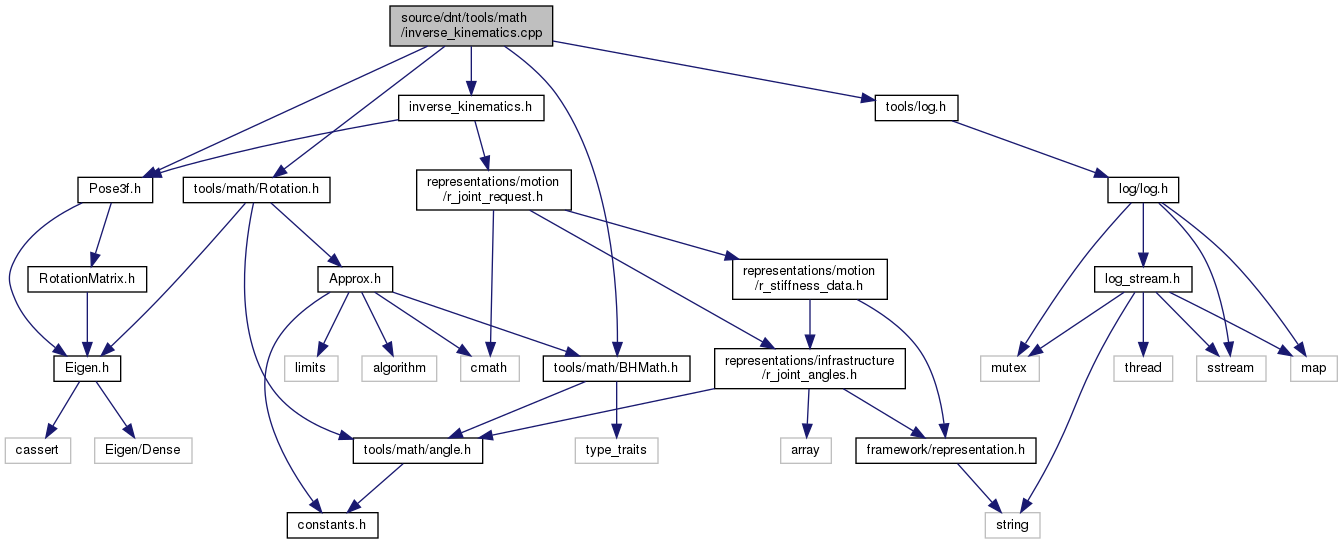 source/dnt/tools/math
/inverse_kinematics.cpp
inverse_kinematics.h
tools/log.h
Pose3f.h
tools/math/Rotation.h
representations/motion
/r_joint_request.h
log/log.h
RotationMatrix.h
Approx.h
representations/motion
/r_stiffness_data.h
log_stream.h
Eigen.h
limits
algorithm
cmath
tools/math/BHMath.h
representations/infrastructure
/r_joint_angles.h
mutex
thread
sstream
map
cassert
Eigen/Dense
tools/math/angle.h
type_traits
array
framework/representation.h
constants.h
string